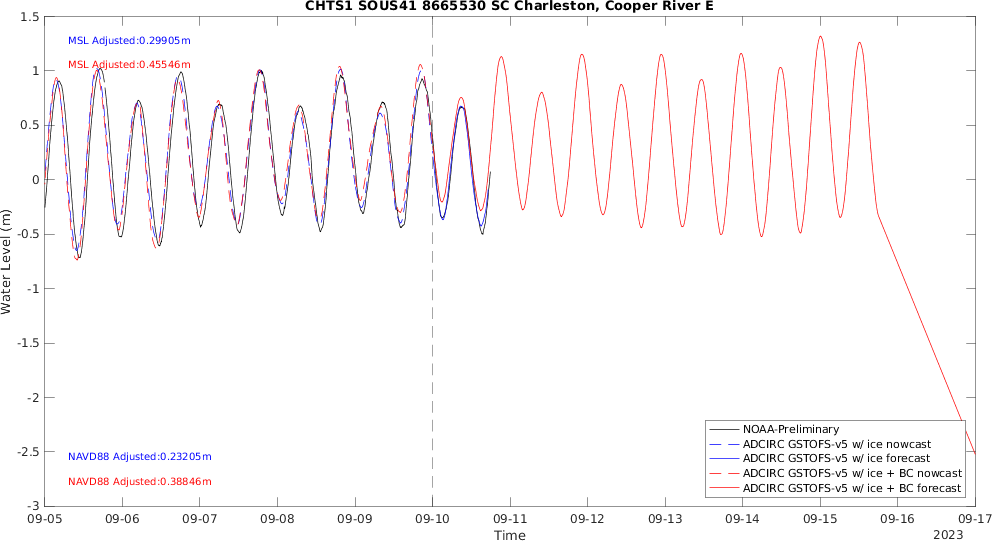 CHTS1 SOUS41 8665530 SC Charleston, Cooper River E
1.5
1
0.5
0
-0.5
-1
-1.5
-2
-2.5
-3
Water Level (m)
MSL Adjusted:0.29905m
MSL Adjusted:0.45546m
NAVD88 Adjusted:0.23205m
NAVD88 Adjusted:0.38846m
NOAA-Preliminary
ADCIRC GSTOFS-v5 w/ ice nowcast
ADCIRC GSTOFS-v5 w/ ice forecast
ADCIRC GSTOFS-v5 w/ ice + BC nowcast
ADCIRC GSTOFS-v5 w/ ice + BC forecast
09-05 09-06 09-07 09-08 09-09 09-10 09-11 09-12 09-13 09-14 09-15 09-16 09-17
Time
2023